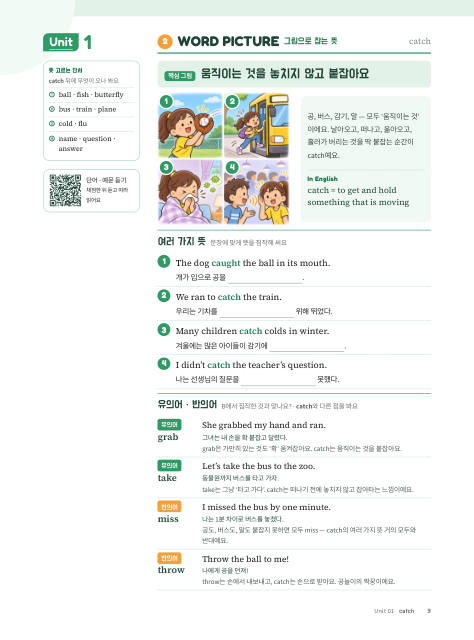 Unit 1
뜻 고르는 단서
catch 뒤에 무엇이 오나 봐요
1 ball · fish · butterfly
2 bus · train · plane
3 cold · flu
4 name · question ·
answer
단어 · 예문 듣기
재생한 뒤 듣고 따라
읽어요
2 WORD PICTURE 그림으로 잡는 뜻
catch
핵심 그림 움직이는 것을 놓치지 않고 붙잡아요
1
2
3
4
공, 버스, 감기, 말 — 모두 '움직이는 것'
이에요. 날아오고, 떠나고, 옮아오고,
흘러가 버리는 것을 딱 붙잡는 순간이
catch예요.
In English
catch = to get and hold
something that is moving
여러 가지 뜻 문장에 맞게 뜻을 짐작해 써요
1 The dog caught the ball in its mouth.
개가 입으로 공을 .
2 We ran to catch the train.
우리는 기차를 위해 뛰었다.
3 Many children catch colds in winter.
겨울에는 많은 아이들이 감기에 .
4 I didn't catch the teacher's question.
나는 선생님의 질문을 못했다.
유의어 · 반의어 B에서 짐작한 것과 맞나요? · catch와 다른 점을 봐요
유의어
grab
She grabbed my hand and ran.
그녀는 내 손을 확 붙잡고 달렸다.
grab은 가만히 있는 것도 '확' 움켜잡아요. catch는 움직이는 것을 붙잡아요.
유의어
take
Let's take the bus to the zoo.
동물원까지 버스를 타고 가자.
take는 그냥 '타고 가다'. catch는 떠나기 전에 놓치지 않고 잡아타는 느낌이에요.
반의어
miss
I missed the bus by one minute.
나는 1분 차이로 버스를 놓쳤다.
공도, 버스도, 말도 붙잡지 못하면 모두 miss — catch의 여러 가지 뜻 거의 모두와
반대예요.
반의어
throw
Throw the ball to me!
나에게 공을 던져!
throw는 손에서 내보내고, catch는 손으로 받아요. 공놀이의 짝꿍이에요.
Unit 01 catch 9